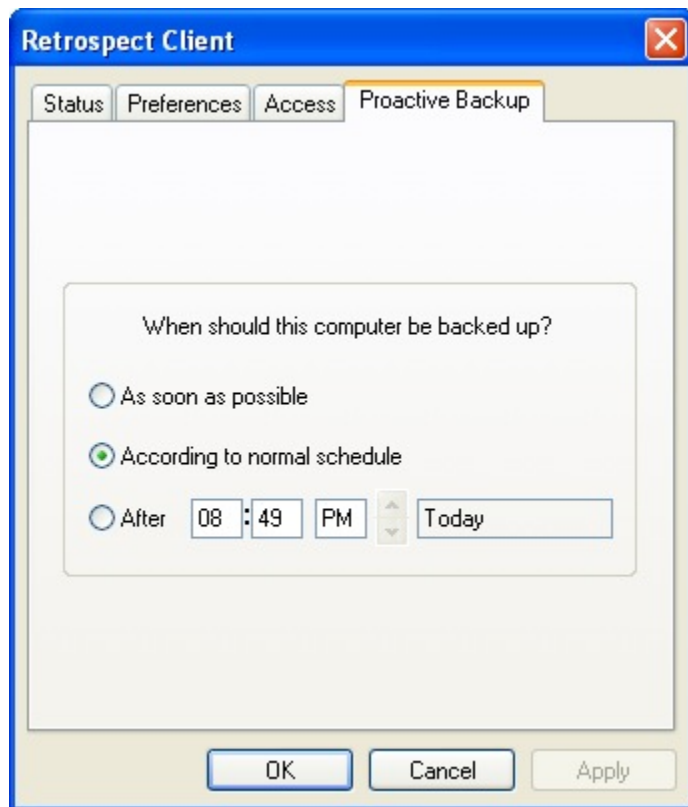 Retrospect Client
Status Preferences Access Proactive Backup
When should this computer be backed up?
As soon as possible
According to normal schedule
After 08 : 49 PM Today
OK Cancel Apply